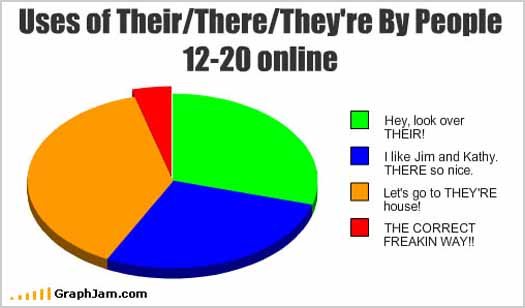 Uses of Their/There/They're By People
12-20 online
Hey, look over
THEIR!
I like Jim and Kathy.
THERE so nice.
Let's go to THEY'RE
house!
THE CORRECT
FREAKIN WAY!!
GraphJam.com